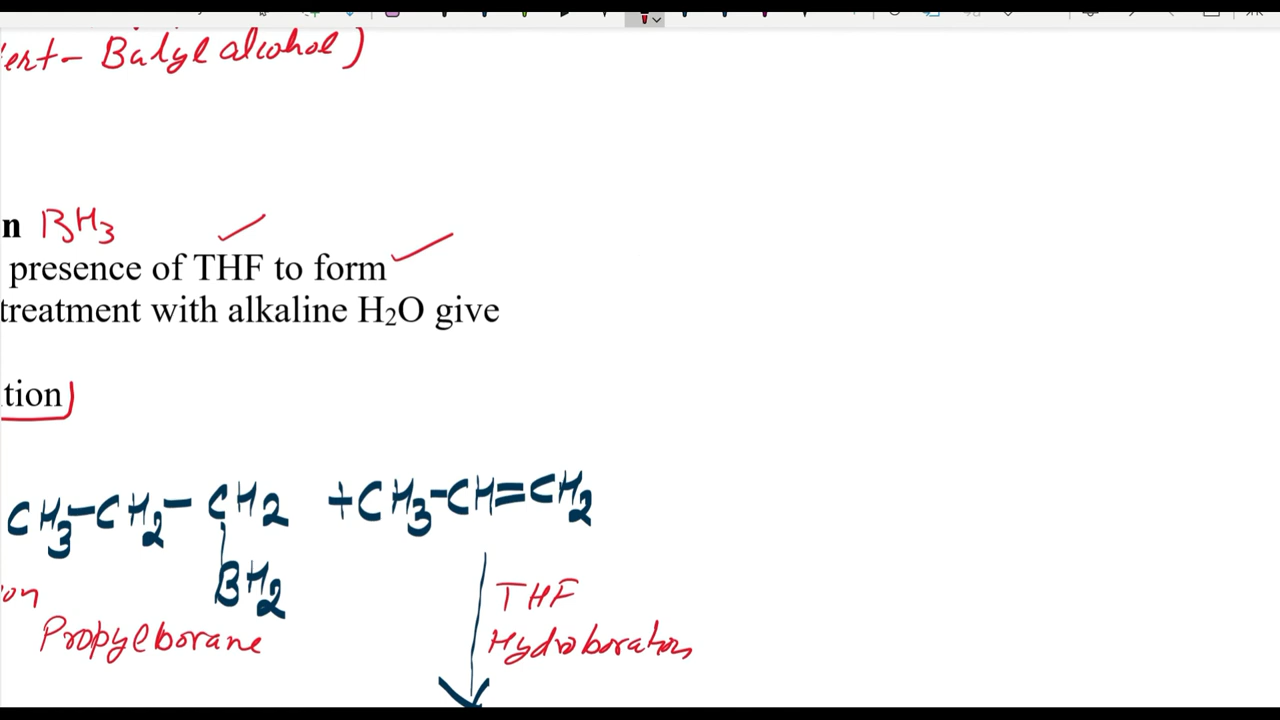 ert- Butyl alcohol)
n BH3
presence of THF to form
treatment with alkaline H2O give
tion)
CH3-CH2-CH2 +CH3-CH=CH2
BH2
on
THF
Propylborane
Hydroboration